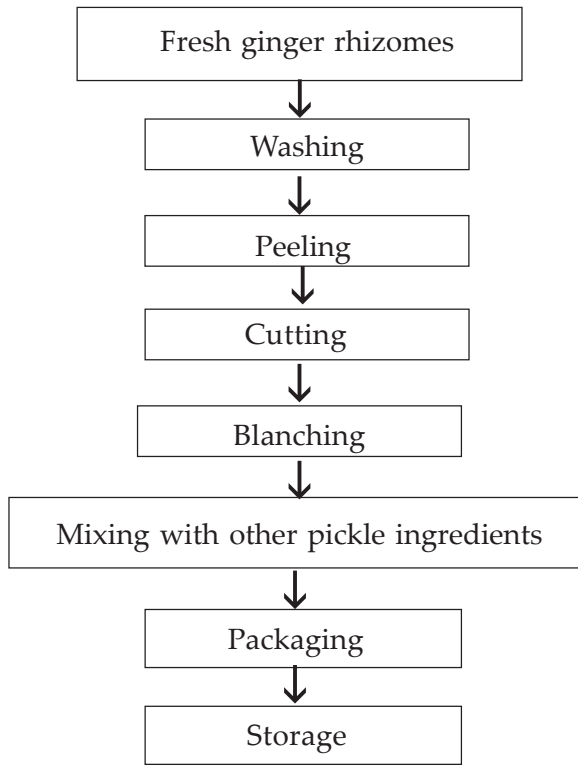 Fresh ginger rhizomes
Washing
Peeling
Cutting
Blanching
Mixing with other pickle ingredients
Packaging
Storage